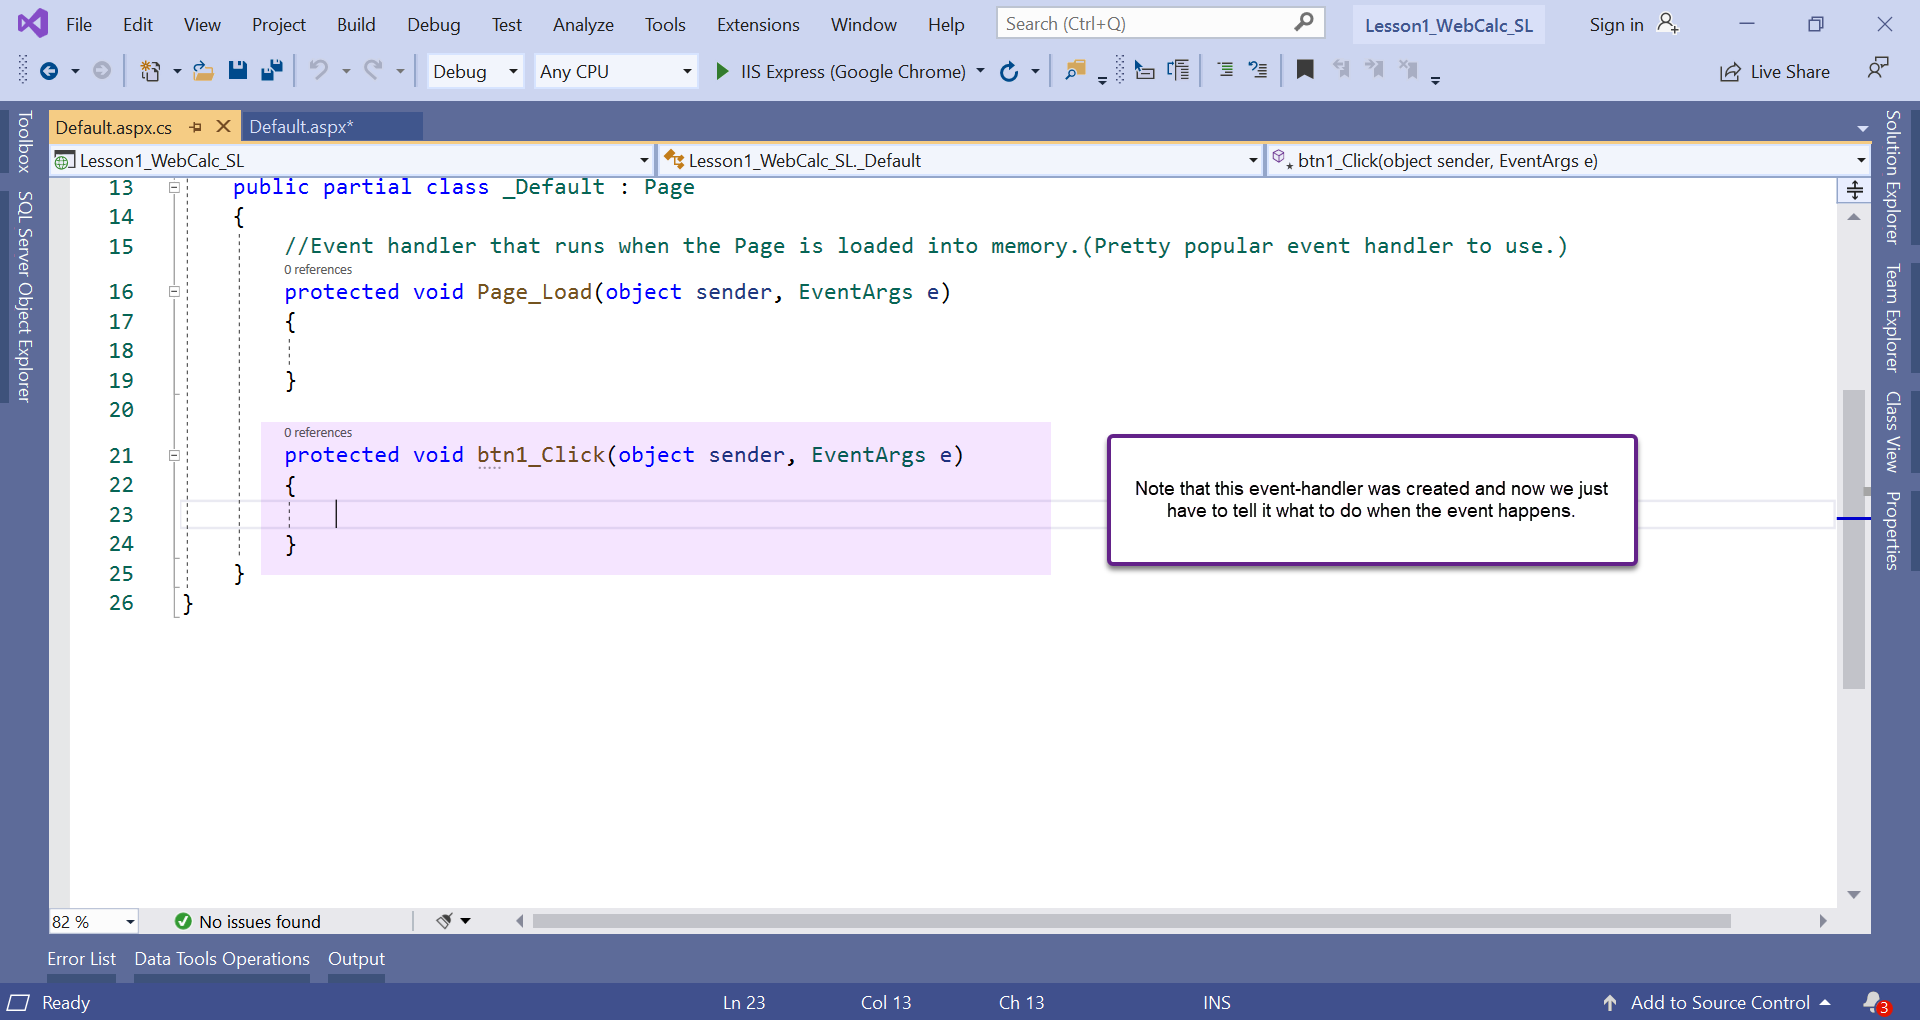 File Edit View Project Build Debug Test Analyze Tools Extensions Window Help Search (Ctrl+Q) Lesson1_WebCalc_SL Sign in
Debug Any CPU IIS Express (Google Chrome) Live Share
Default.aspx.cs Default.aspx*
Lesson1_WebCalc_SL Lesson1_WebCalc_SL._Default btn1_Click(object sender, EventArgs e)
Toolbox
SQL Server Object Explorer
13 public partial class _Default : Page
14 {
15 //Event handler that runs when the Page is loaded into memory.(Pretty popular event handler to use.)
0 references
16 protected void Page_Load(object sender, EventArgs e)
17 {
18
19 }
20
0 references
21 protected void btn1_Click(object sender, EventArgs e)
22 {
23
24 }
25 }
26 }
Note that this event-handler was created and now we just
have to tell it what to do when the event happens.
Solution Explorer
Team Explorer
Class View
Properties
82 % No issues found
Error List Data Tools Operations Output
Ready Ln 23 Col 13 Ch 13 INS Add to Source Control 3